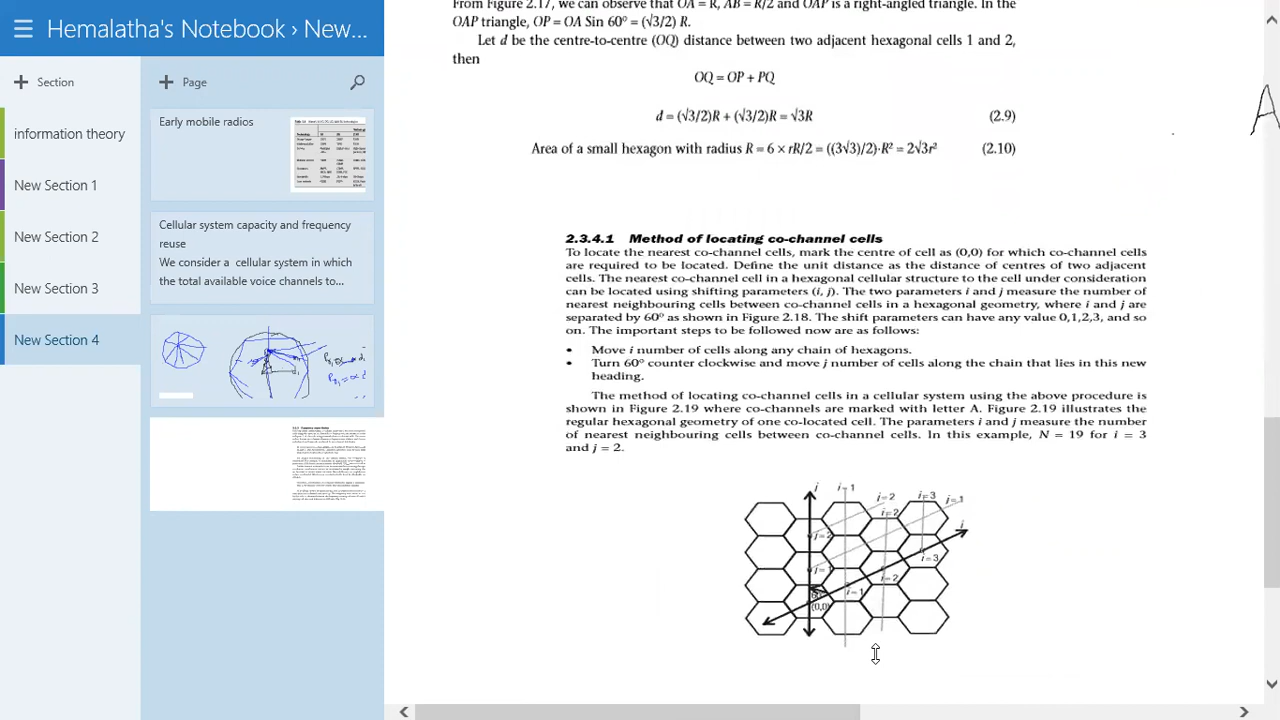 Hemalatha's Notebook › New...
Section
Page
information theory
New Section 1
New Section 2
New Section 3
New Section 4
Early mobile radios
Cellular system capacity and frequency
reuse
We consider a cellular system in which
the total available voice channels to...
From Figure 2.17, we can observe that OA = R, AB = R/2 and OAP is a right-angled triangle. In the
OAP triangle, OP = OA Sin 60° = (√3/2) R.
Let d be the centre-to-centre (OQ) distance between two adjacent hexagonal cells 1 and 2,
then
OQ = OP + PQ
d = (√3/2)R + (√3/2)R = √3R (2.9)
Area of a small hexagon with radius R = 6 × rR/2 = ((3√3)/2)·R² = 2√3r² (2.10)
A
2.3.4.1 Method of locating co-channel cells
To locate the nearest co-channel cells, mark the centre of cell as (0,0) for which co-channel cells
are required to be located. Define the unit distance as the distance of centres of two adjacent
cells. The nearest co-channel cell in a hexagonal cellular structure to the cell under consideration
can be located using shifting parameters (i, j). The two parameters i and j measure the number of
nearest neighbouring cells between co-channel cells in a hexagonal geometry, where i and j are
separated by 60° as shown in Figure 2.18. The shift parameters can have any value 0,1,2,3, and so
on. The important steps to be followed now are as follows:
• Move i number of cells along any chain of hexagons.
• Turn 60° counter clockwise and move j number of cells along the chain that lies in this new
heading.
The method of locating co-channel cells in a cellular system using the above procedure is
shown in Figure 2.19 where co-channels are marked with letter A. Figure 2.19 illustrates the
regular hexagonal geometry of one co-located cell. The parameters i and j measure the number
of nearest neighbouring cells between co-channel cells. In this example, N = 19 for i = 3
and j = 2.
j i=1 i=2 i=3 j=1
i=2 i
j=2 i=3
j=1 i=2
60° i=1
(0,0)